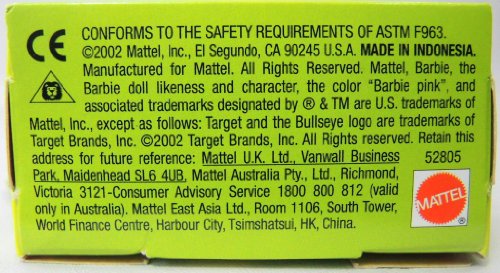 CE CONFORMS TO THE SAFETY REQUIREMENTS OF ASTM F963.
©2002 Mattel, Inc., El Segundo, CA 90245 U.S.A. MADE IN INDONESIA.
Manufactured for Mattel. All Rights Reserved. Mattel, Barbie, the
Barbie doll likeness and character, the color "Barbie pink", and
associated trademarks designated by ® & TM are U.S. trademarks of
Mattel, Inc., except as follows: Target and the Bullseye logo are trademarks of
Target Brands, Inc. ©2002 Target Brands, Inc. All Rights Reserved. Retain this
address for future reference: Mattel U.K. Ltd., Vanwall Business
Park, Maidenhead SL6 4UB, Mattel Australia Pty., Ltd., Richmond,
Victoria 3121-Consumer Advisory Service 1800 800 812 (valid
only in Australia). Mattel East Asia Ltd., Room 1106, South Tower,
World Finance Centre, Harbour City, Tsimshatsui, HK, China.
52805
MATTEL